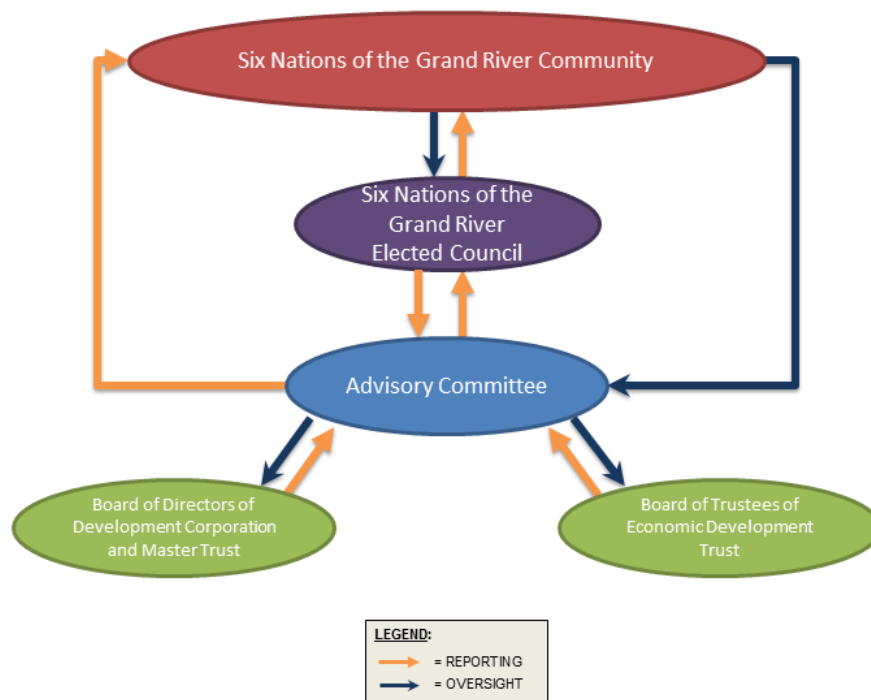 Six Nations of the Grand River Community
Six Nations of the
Grand River
Elected Council
Advisory Committee
Board of Directors of
Development Corporation
and Master Trust
Board of Trustees of
Economic Development
Trust
LEGEND:
= REPORTING
= OVERSIGHT